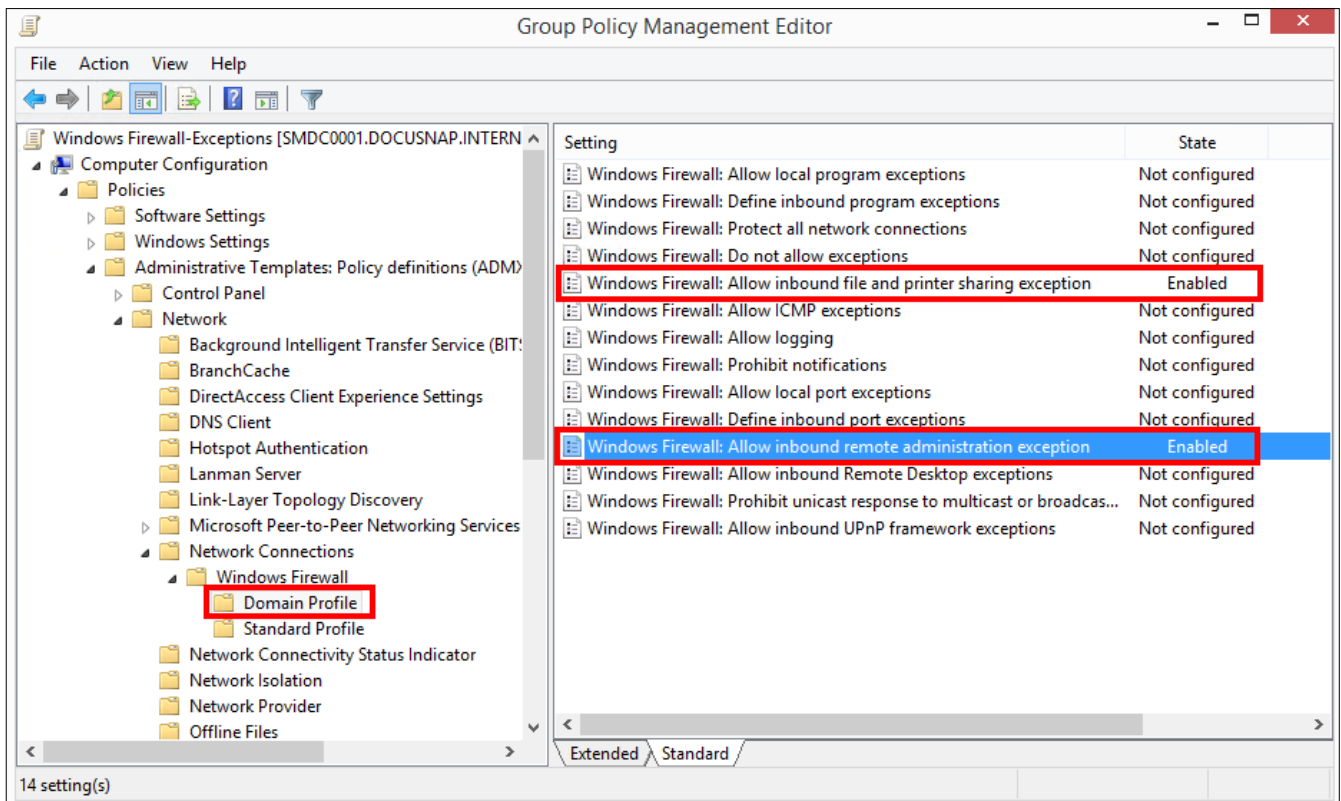 Group Policy Management Editor
File Action View Help
Windows Firewall-Exceptions [SMDC0001.DOCUSNAP.INTERN
Computer Configuration
Policies
Software Settings
Windows Settings
Administrative Templates: Policy definitions (ADMX
Control Panel
Network
Background Intelligent Transfer Service (BITS
BranchCache
DirectAccess Client Experience Settings
DNS Client
Hotspot Authentication
Lanman Server
Link-Layer Topology Discovery
Microsoft Peer-to-Peer Networking Services
Network Connections
Windows Firewall
Domain Profile
Standard Profile
Network Connectivity Status Indicator
Network Isolation
Network Provider
Offline Files
Setting State
Windows Firewall: Allow local program exceptions Not configured
Windows Firewall: Define inbound program exceptions Not configured
Windows Firewall: Protect all network connections Not configured
Windows Firewall: Do not allow exceptions Not configured
Windows Firewall: Allow inbound file and printer sharing exception Enabled
Windows Firewall: Allow ICMP exceptions Not configured
Windows Firewall: Allow logging Not configured
Windows Firewall: Prohibit notifications Not configured
Windows Firewall: Allow local port exceptions Not configured
Windows Firewall: Define inbound port exceptions Not configured
Windows Firewall: Allow inbound remote administration exception Enabled
Windows Firewall: Allow inbound Remote Desktop exceptions Not configured
Windows Firewall: Prohibit unicast response to multicast or broadcas... Not configured
Windows Firewall: Allow inbound UPnP framework exceptions Not configured
Extended Standard
14 setting(s)